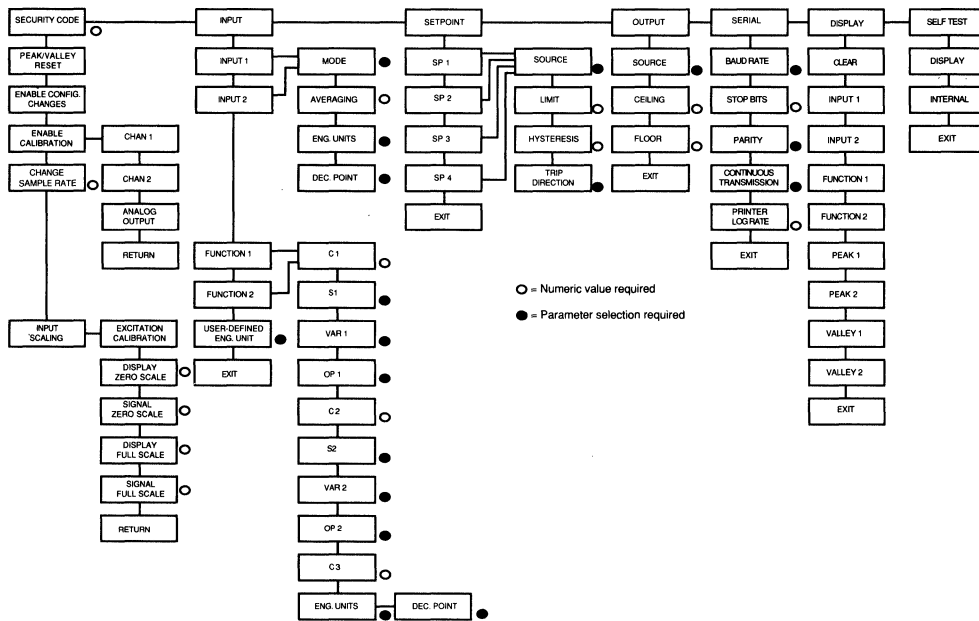 SECURITY CODE
PEAK/VALLEY
RESET
ENABLE CONFIG.
CHANGES
ENABLE
CALIBRATION
CHAN 1
CHAN 2
ANALOG
OUTPUT
RETURN
CHANGE
SAMPLE RATE
INPUT
SCALING
EXCITATION
CALIBRATION
DISPLAY
ZERO SCALE
SIGNAL
ZERO SCALE
DISPLAY
FULL SCALE
SIGNAL
FULL SCALE
RETURN
INPUT
INPUT 1
INPUT 2
MODE
AVERAGING
ENG. UNITS
DEC. POINT
FUNCTION 1
FUNCTION 2
USER-DEFINED
ENG. UNIT
EXIT
C 1
S1
VAR 1
OP 1
C 2
S2
VAR 2
OP 2
C 3
ENG. UNITS
DEC. POINT
SETPOINT
SP 1
SP 2
SP 3
SP 4
EXIT
SOURCE
LIMIT
HYSTERESIS
TRIP
DIRECTION
OUTPUT
SOURCE
CEILING
FLOOR
EXIT
SERIAL
BAUD RATE
STOP BITS
PARITY
CONTINUOUS
TRANSMISSION
PRINTER
LOG RATE
EXIT
DISPLAY
CLEAR
INPUT 1
INPUT 2
FUNCTION 1
FUNCTION 2
PEAK 1
PEAK 2
VALLEY 1
VALLEY 2
EXIT
SELF TEST
DISPLAY
INTERNAL
EXIT
○ = Numeric value required
● = Parameter selection required